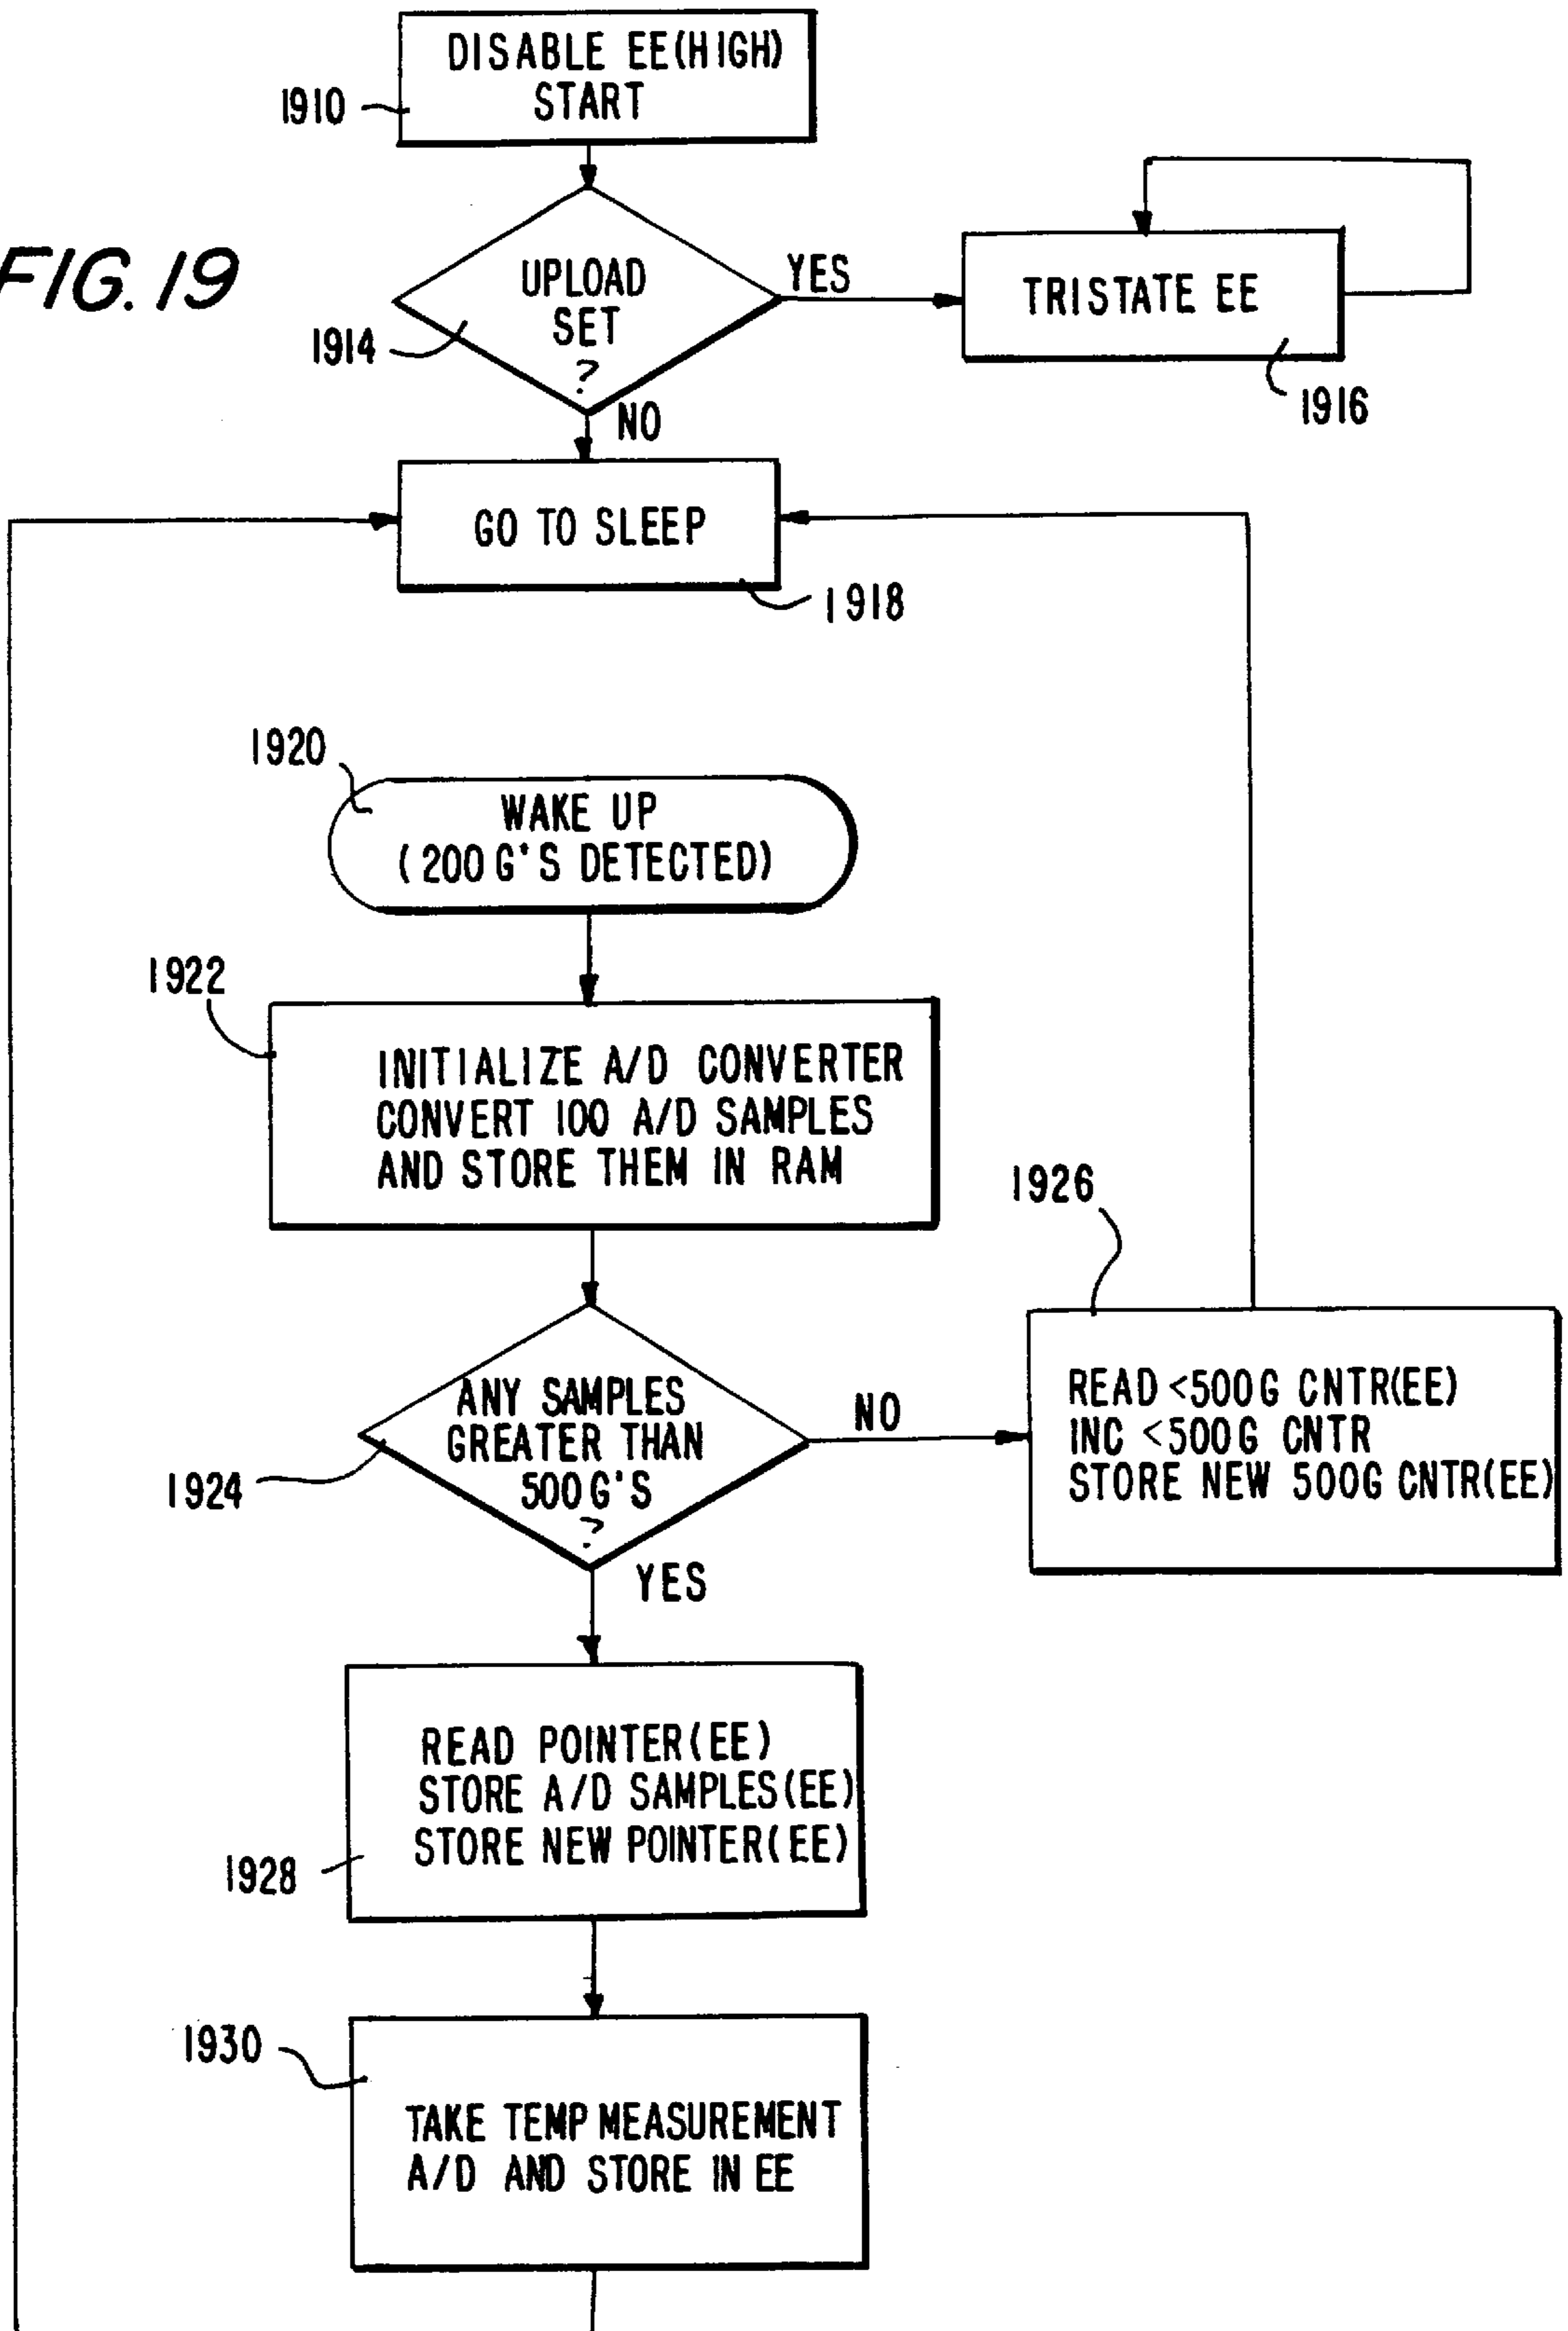 DISABLE EE(HIGH)
START
1910
FIG. 19
UPLOAD
SET
?
1914
YES
TRISTATE EE
1916
NO
GO TO SLEEP
1918
1920
WAKE UP
(200 G'S DETECTED)
1922
INITIALIZE A/D CONVERTER
CONVERT 100 A/D SAMPLES
AND STORE THEM IN RAM
1926
ANY SAMPLES
GREATER THAN
500 G'S
?
1924
NO
READ <500G CNTR(EE)
INC <500G CNTR
STORE NEW 500G CNTR(EE)
YES
READ POINTER(EE)
STORE A/D SAMPLES(EE)
STORE NEW POINTER(EE)
1928
1930
TAKE TEMP MEASUREMENT
A/D AND STORE IN EE